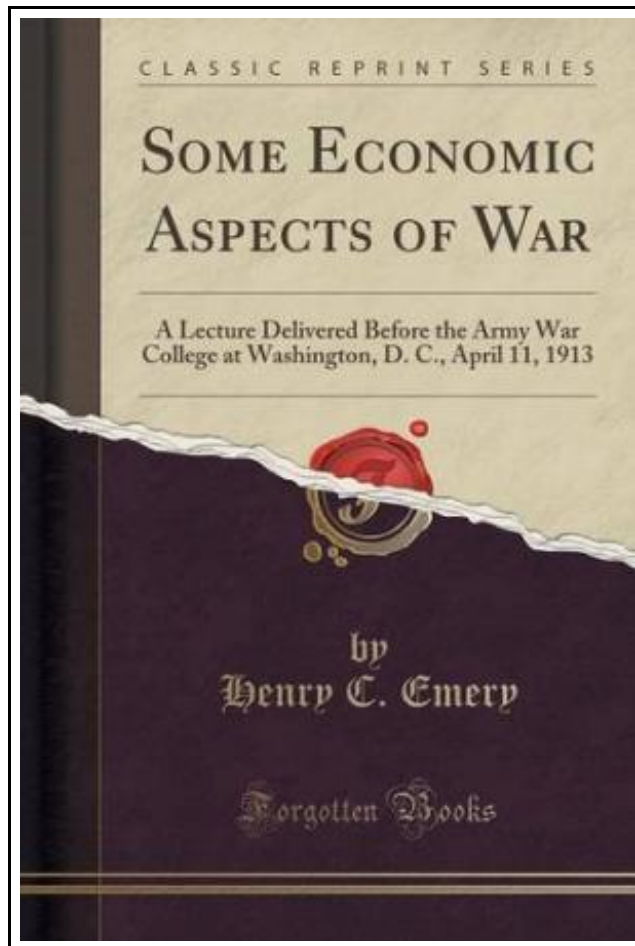 CLASSIC REPRINT SERIES
SOME ECONOMIC
ASPECTS OF WAR
A Lecture Delivered Before the Army War
College at Washington, D. C., April 11, 1913
F
by
Henry C. Emery
Forgotten Books